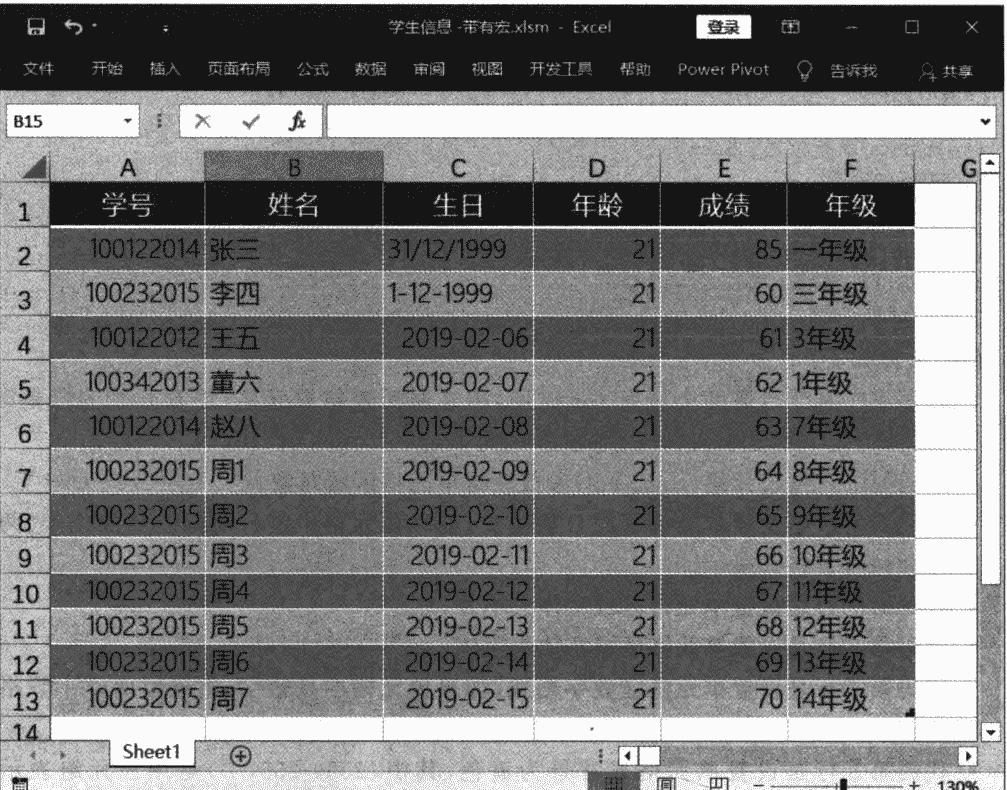 学生信息 -带有宏.xlsm - Excel 登录
文件 开始 插入 页面布局 公式 数据 审阅 视图 开发工具 帮助 Power Pivot 告诉我 共享
B15 fx
A B C D E F G
1 学号 姓名 生日 年龄 成绩 年级
2 100122014 张三 31/12/1999 21 85 一年级
3 100232015 李四 1-12-1999 21 60 三年级
4 100122012 王五 2019-02-06 21 61 3年级
5 100342013 董六 2019-02-07 21 62 1年级
6 100122014 赵八 2019-02-08 21 63 7年级
7 100232015 周1 2019-02-09 21 64 8年级
8 100232015 周2 2019-02-10 21 65 9年级
9 100232015 周3 2019-02-11 21 66 10年级
10 100232015 周4 2019-02-12 21 67 11年级
11 100232015 周5 2019-02-13 21 68 12年级
12 100232015 周6 2019-02-14 21 69 13年级
13 100232015 周7 2019-02-15 21 70 14年级
14
Sheet1
130%